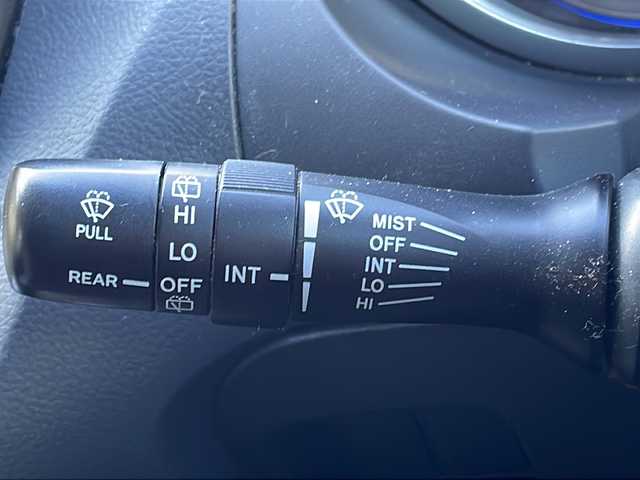 PULL
REAR
HI
LO
OFF
INT
MIST
OFF
INT
LO
HI